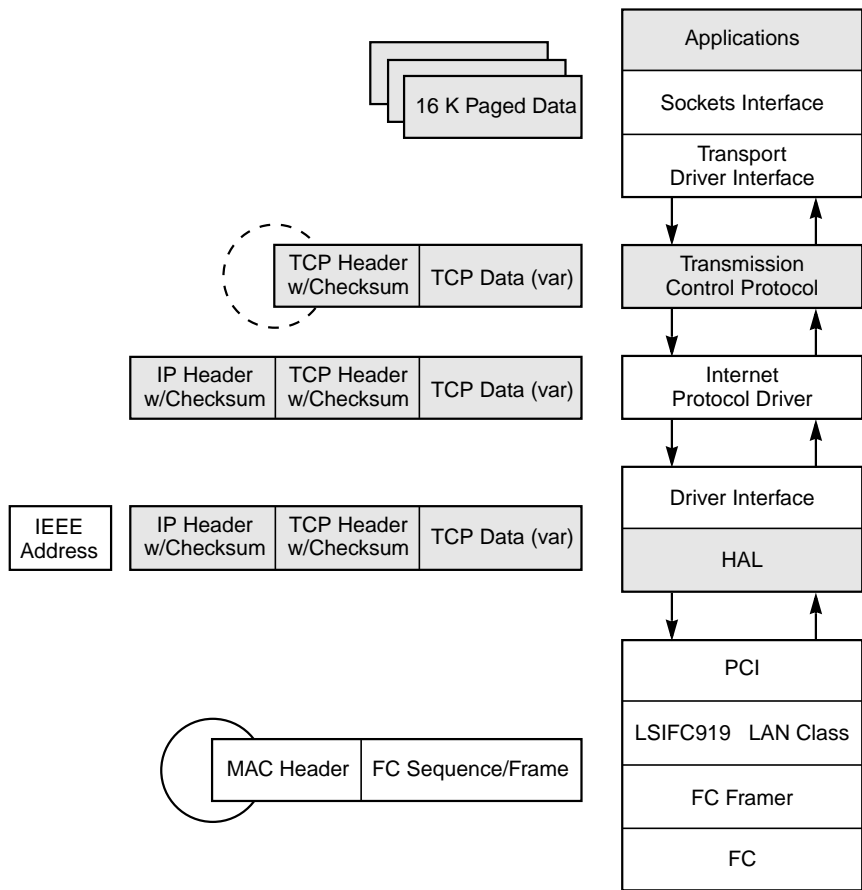 Applications
16 K Paged Data
Sockets Interface
Transport
Driver Interface
TCP Header
w/Checksum
TCP Data (var)
Transmission
Control Protocol
IP Header
w/Checksum
TCP Header
w/Checksum
TCP Data (var)
Internet
Protocol Driver
Driver Interface
IEEE
Address
IP Header
w/Checksum
TCP Header
w/Checksum
TCP Data (var)
HAL
PCI
LSIFC919 LAN Class
MAC Header
FC Sequence/Frame
FC Framer
FC